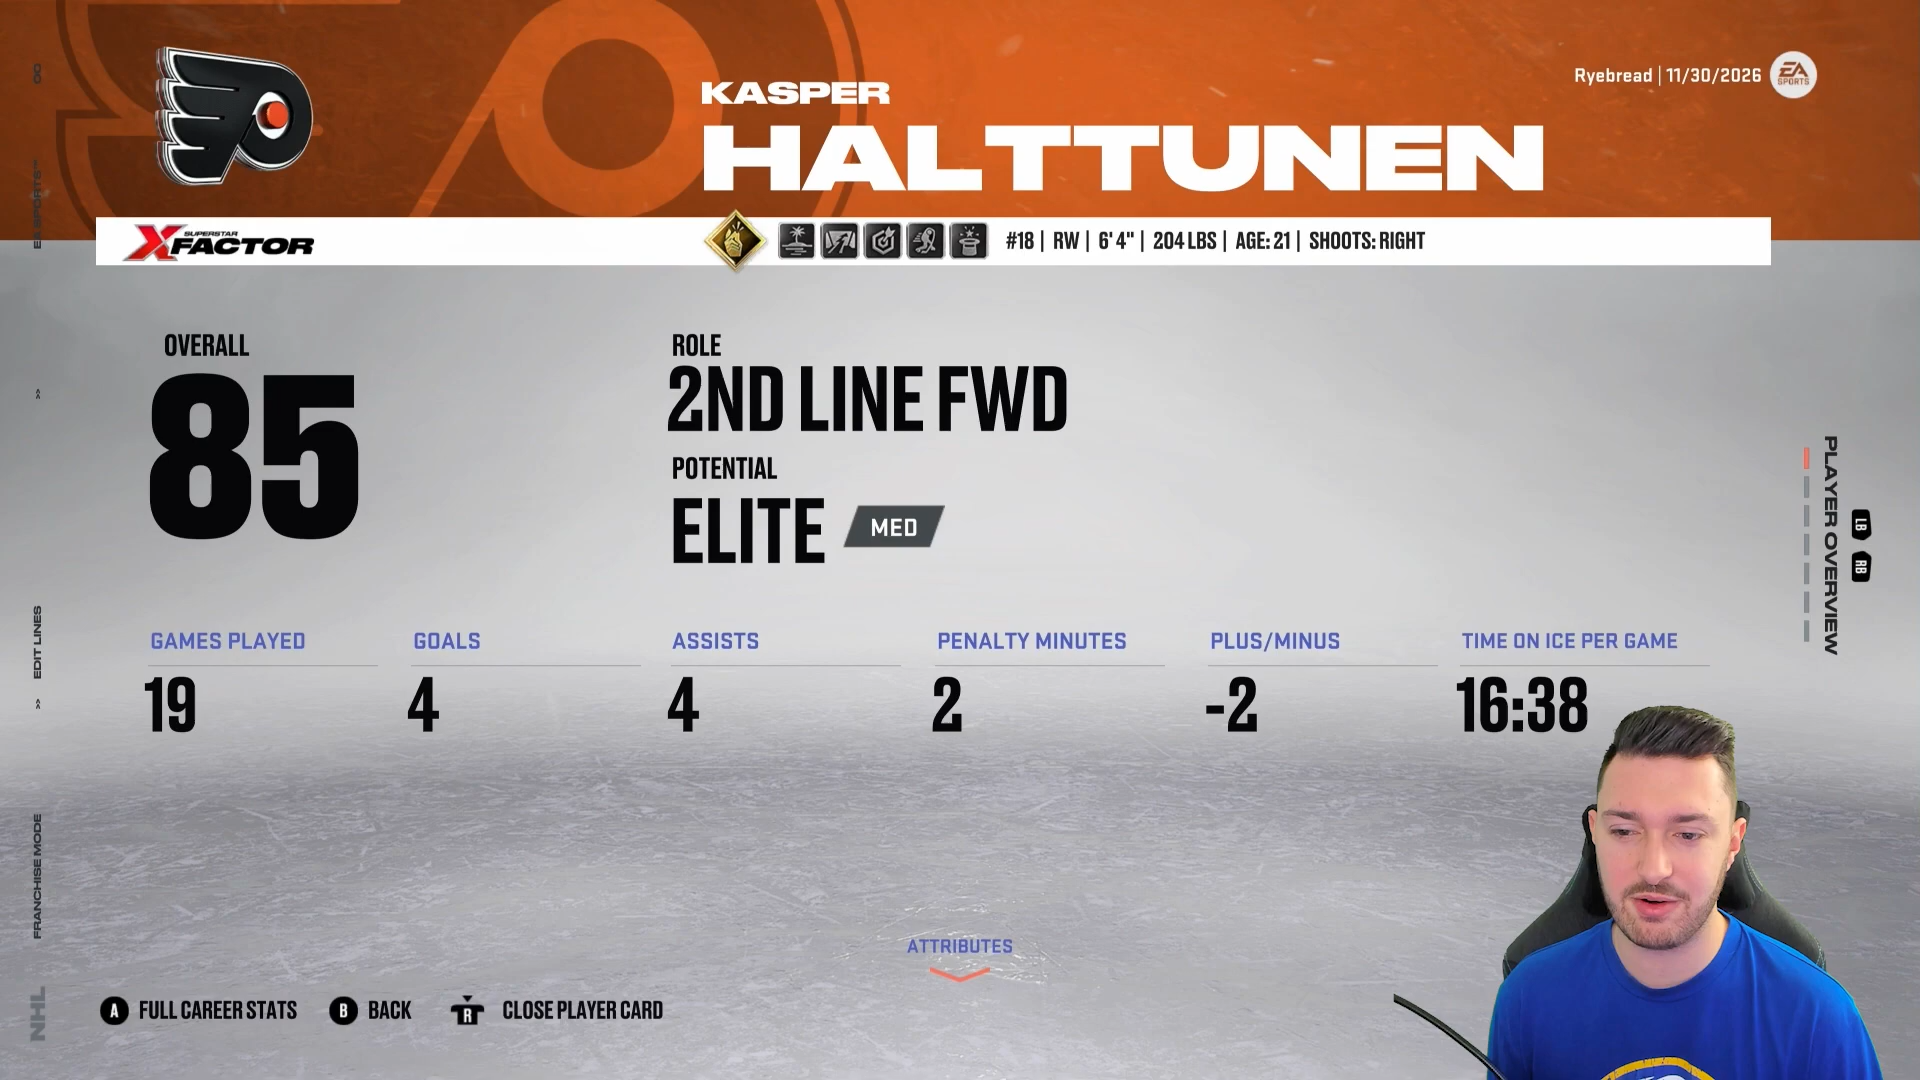 KASPER
HALTTUNEN
Ryebread | 11/30/2026
EA
SPORTS
SUPERSTAR
X FACTOR
#18 | RW | 6' 4" | 204 LBS | AGE: 21 | SHOOTS: RIGHT
OVERALL
85
ROLE
2ND LINE FWD
POTENTIAL
ELITE
MED
GAMES PLAYED
19
GOALS
4
ASSISTS
4
PENALTY MINUTES
2
PLUS/MINUS
-2
TIME ON ICE PER GAME
16:38
PLAYER OVERVIEW
LB
RB
ATTRIBUTES
A FULL CAREER STATS
B BACK
R CLOSE PLAYER CARD
NHL
FRANCHISE MODE
>>
EDIT LINES
>>